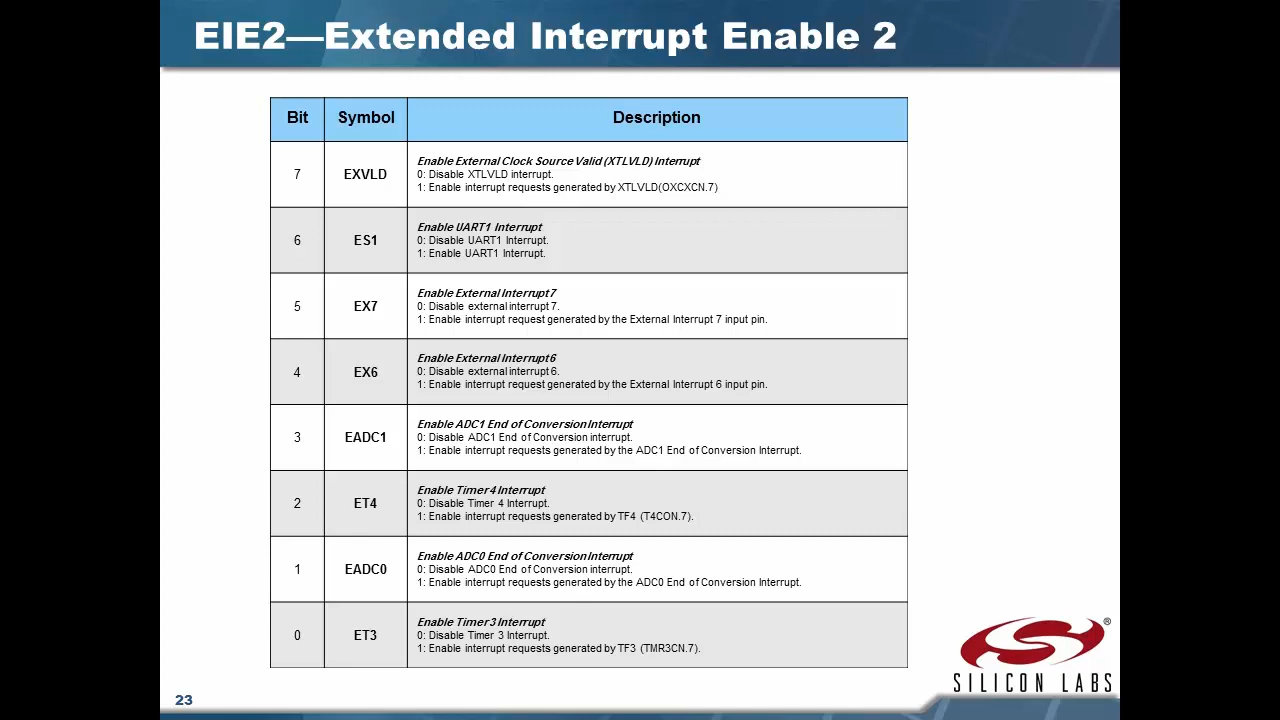 EIE2—Extended Interrupt Enable 2
Bit Symbol Description
7 EXVLD
Enable External Clock Source Valid (XTLVLD) Interrupt
0: Disable XTLVLD interrupt.
1: Enable interrupt requests generated by XTLVLD(OXCXCN.7)
6 ES1
Enable UART1 Interrupt
0: Disable UART1 Interrupt.
1: Enable UART1 Interrupt.
5 EX7
Enable External Interrupt 7
0: Disable external interrupt 7.
1: Enable interrupt request generated by the External Interrupt 7 input pin.
4 EX6
Enable External Interrupt 6
0: Disable external interrupt 6.
1: Enable interrupt request generated by the External Interrupt 6 input pin.
3 EADC1
Enable ADC1 End of Conversion Interrupt
0: Disable ADC1 End of Conversion interrupt.
1: Enable interrupt requests generated by the ADC1 End of Conversion Interrupt.
2 ET4
Enable Timer 4 Interrupt
0: Disable Timer 4 Interrupt.
1: Enable interrupt requests generated by TF4 (T4CON.7).
1 EADC0
Enable ADC0 End of Conversion Interrupt
0: Disable ADC0 End of Conversion interrupt.
1: Enable interrupt requests generated by the ADC0 End of Conversion Interrupt.
0 ET3
Enable Timer 3 Interrupt
0: Disable Timer 3 Interrupt.
1: Enable interrupt requests generated by TF3 (TMR3CN.7).
®
SILICON LABS
23